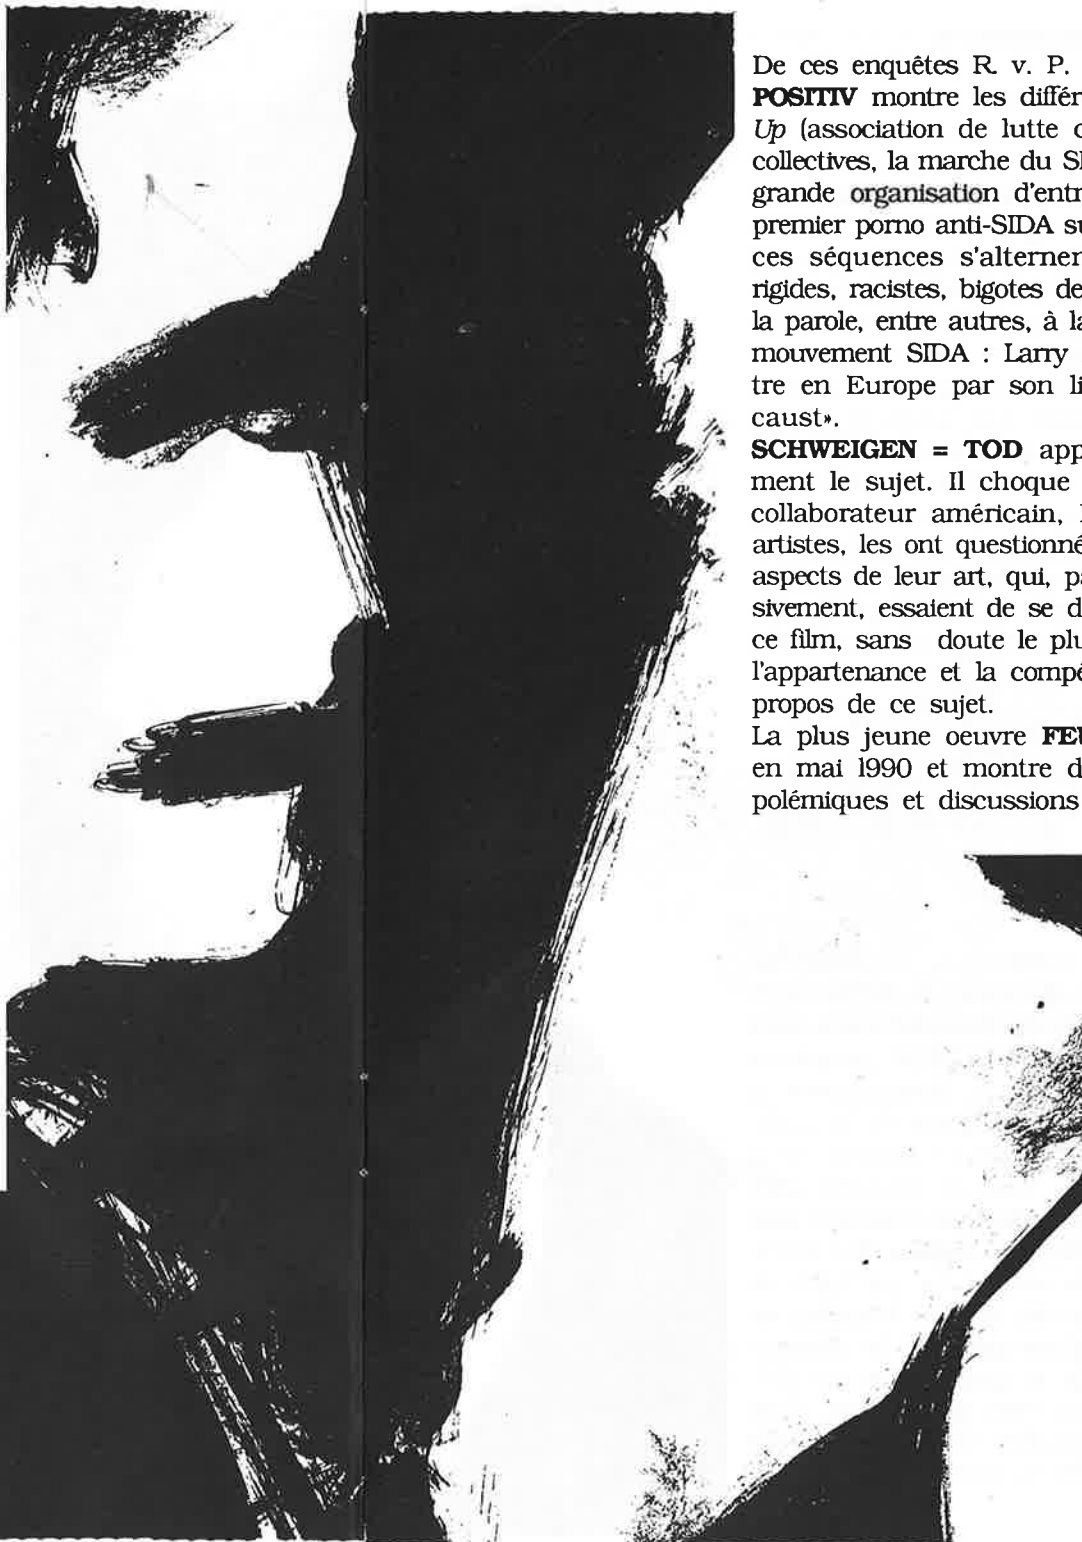 De ces enquêtes R. v. P.
POSITIV montre les différ
Up (association de lutte c
collectives, la marche du SI
grande organisation d'entr
premier porno anti-SIDA su
ces séquences s'alterner
rigides, racistes, bigotes de
la parole, entre autres, à la
mouvement SIDA : Larry
tre en Europe par son li
caust».
SCHWEIGEN = TOD app
ment le sujet. Il choque
collaborateur américain,
artistes, les ont questionné
aspects de leur art, qui, pa
sivement, essaient de se d
ce film, sans doute le plu
l'appartenance et la compé
propos de ce sujet.
La plus jeune oeuvre FEU
en mai 1990 et montre d
polémiques et discussions